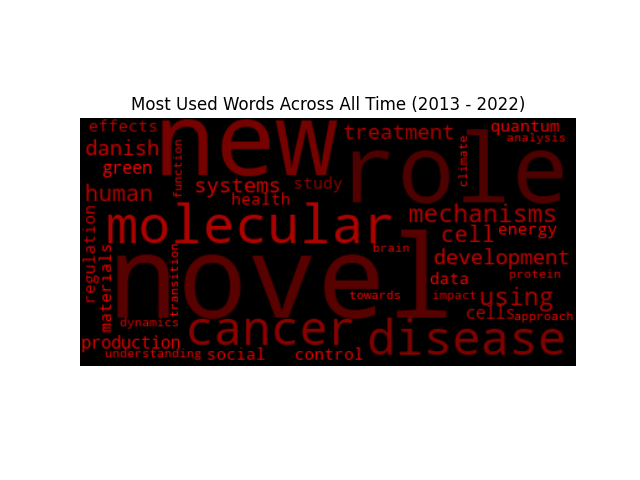 Most Used Words Across All Time (2013 - 2022)
effects
new
treatment
quantum
analysis
danish
function
role
climate
green
systems
study
human
health
molecular
mechanisms
regulation
cell
energy
materials
transition
novel
brain
development
data
protein
towards
impact
using
dynamics
cancer
cells
approach
production
disease
understanding
social
control